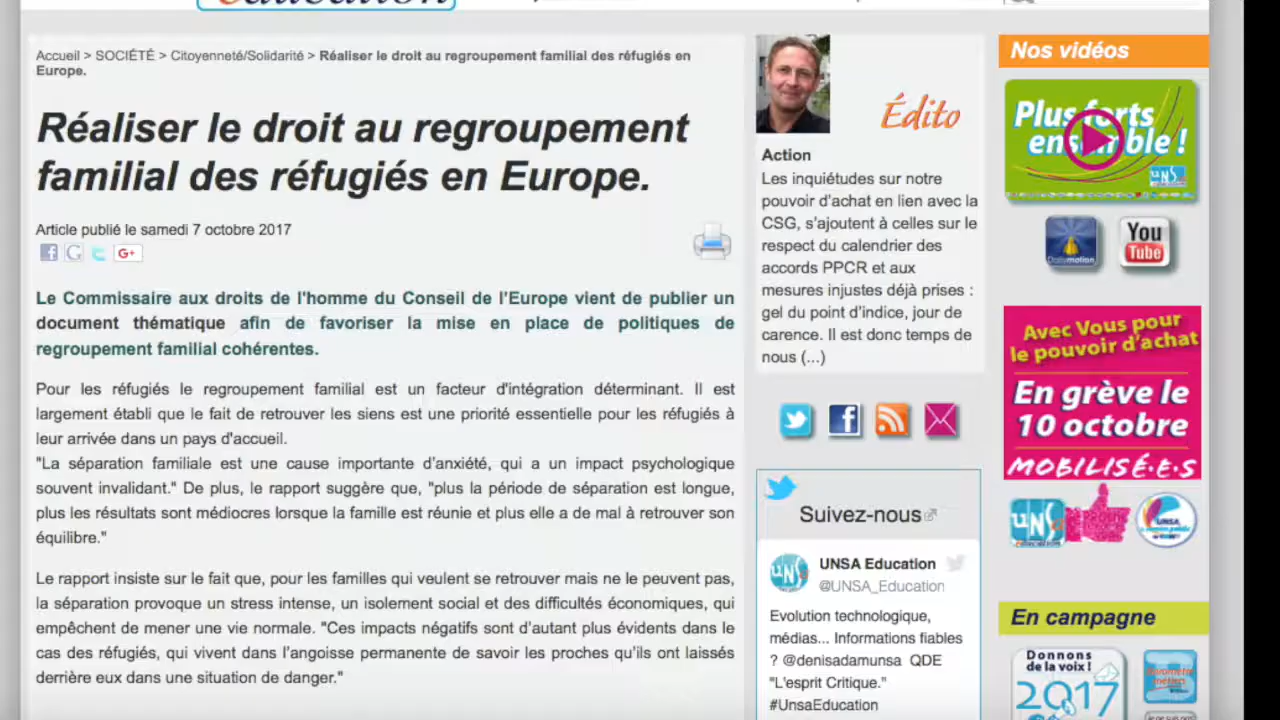 Accueil > SOCIÉTÉ > Citoyenneté/Solidarité > Réaliser le droit au regroupement familial des réfugiés en
Europe.
Réaliser le droit au regroupement
familial des réfugiés en Europe.
Article publié le samedi 7 octobre 2017
Le Commissaire aux droits de l'homme du Conseil de l'Europe vient de publier un
document thématique afin de favoriser la mise en place de politiques de
regroupement familial cohérentes.
Pour les réfugiés le regroupement familial est un facteur d'intégration déterminant. Il est
largement établi que le fait de retrouver les siens est une priorité essentielle pour les réfugiés à
leur arrivée dans un pays d'accueil.
"La séparation familiale est une cause importante d'anxiété, qui a un impact psychologique
souvent invalidant." De plus, le rapport suggère que, "plus la période de séparation est longue,
plus les résultats sont médiocres lorsque la famille est réunie et plus elle a de mal à retrouver son
équilibre."
Le rapport insiste sur le fait que, pour les familles qui veulent se retrouver mais ne le peuvent pas,
la séparation provoque un stress intense, un isolement social et des difficultés économiques, qui
empêchent de mener une vie normale. "Ces impacts négatifs sont d'autant plus évidents dans le
cas des réfugiés, qui vivent dans l'angoisse permanente de savoir les proches qu'ils ont laissés
derrière eux dans une situation de danger."
Édito
Action
Les inquiétudes sur notre
pouvoir d'achat en lien avec la
CSG, s'ajoutent à celles sur le
respect du calendrier des
accords PPCR et aux
mesures injustes déjà prises :
gel du point d'indice, jour de
carence. Il est donc temps de
nous (...)
Suivez-nous
UNSA Education
@UNSA_Education
Evolution technologique,
médias... Informations fiables
? @denisadamunsa QDE
"L'esprit Critique."
#UnsaEducation
Nos vidéos
Plus forts
ensemble !
Dailymotion
You
Tube
Avec Vous pour
le pouvoir d'achat
En grève le
10 octobre
MOBILISÉ·E·S
En campagne
Donnons
de la voix !
2017